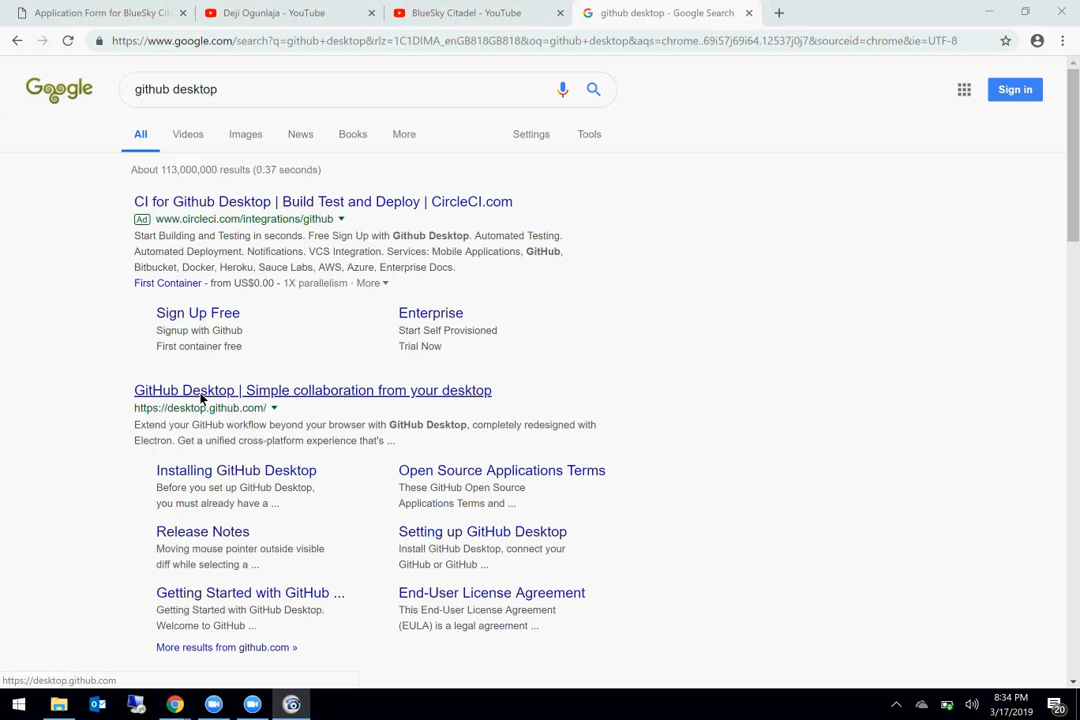 Application Form for BlueSky Cit
Deji Ogunlaja - YouTube
BlueSky Citadel - YouTube
github desktop - Google Search
https://www.google.com/search?q=github+desktop&rlz=1C1DIMA_enGB818GB818&oq=github+desktop&aqs=chrome..69i57j69i64.12537j0j7&sourceid=chrome&ie=UTF-8
Google
github desktop
Sign in
All Videos Images News Books More Settings Tools
About 113,000,000 results (0.37 seconds)
CI for Github Desktop | Build Test and Deploy | CircleCI.com
Ad www.circleci.com/integrations/github
Start Building and Testing in seconds. Free Sign Up with Github Desktop. Automated Testing.
Automated Deployment. Notifications. VCS Integration. Services: Mobile Applications, GitHub,
Bitbucket, Docker, Heroku, Sauce Labs, AWS, Azure, Enterprise Docs.
First Container - from US$0.00 - 1X parallelism · More
Sign Up Free
Signup with Github
First container free
Enterprise
Start Self Provisioned
Trial Now
GitHub Desktop | Simple collaboration from your desktop
https://desktop.github.com/
Extend your GitHub workflow beyond your browser with GitHub Desktop, completely redesigned with
Electron. Get a unified cross-platform experience that's ...
Installing GitHub Desktop
Before you set up GitHub Desktop,
you must already have a ...
Open Source Applications Terms
These GitHub Open Source
Applications Terms and ...
Release Notes
Moving mouse pointer outside visible
diff while selecting a ...
Setting up GitHub Desktop
Install GitHub Desktop, connect your
GitHub or GitHub ...
Getting Started with GitHub ...
Getting Started with GitHub Desktop.
Welcome to GitHub ...
End-User License Agreement
This End-User License Agreement
(EULA) is a legal agreement ...
More results from github.com »
https://desktop.github.com
8:34 PM
3/17/2019
20